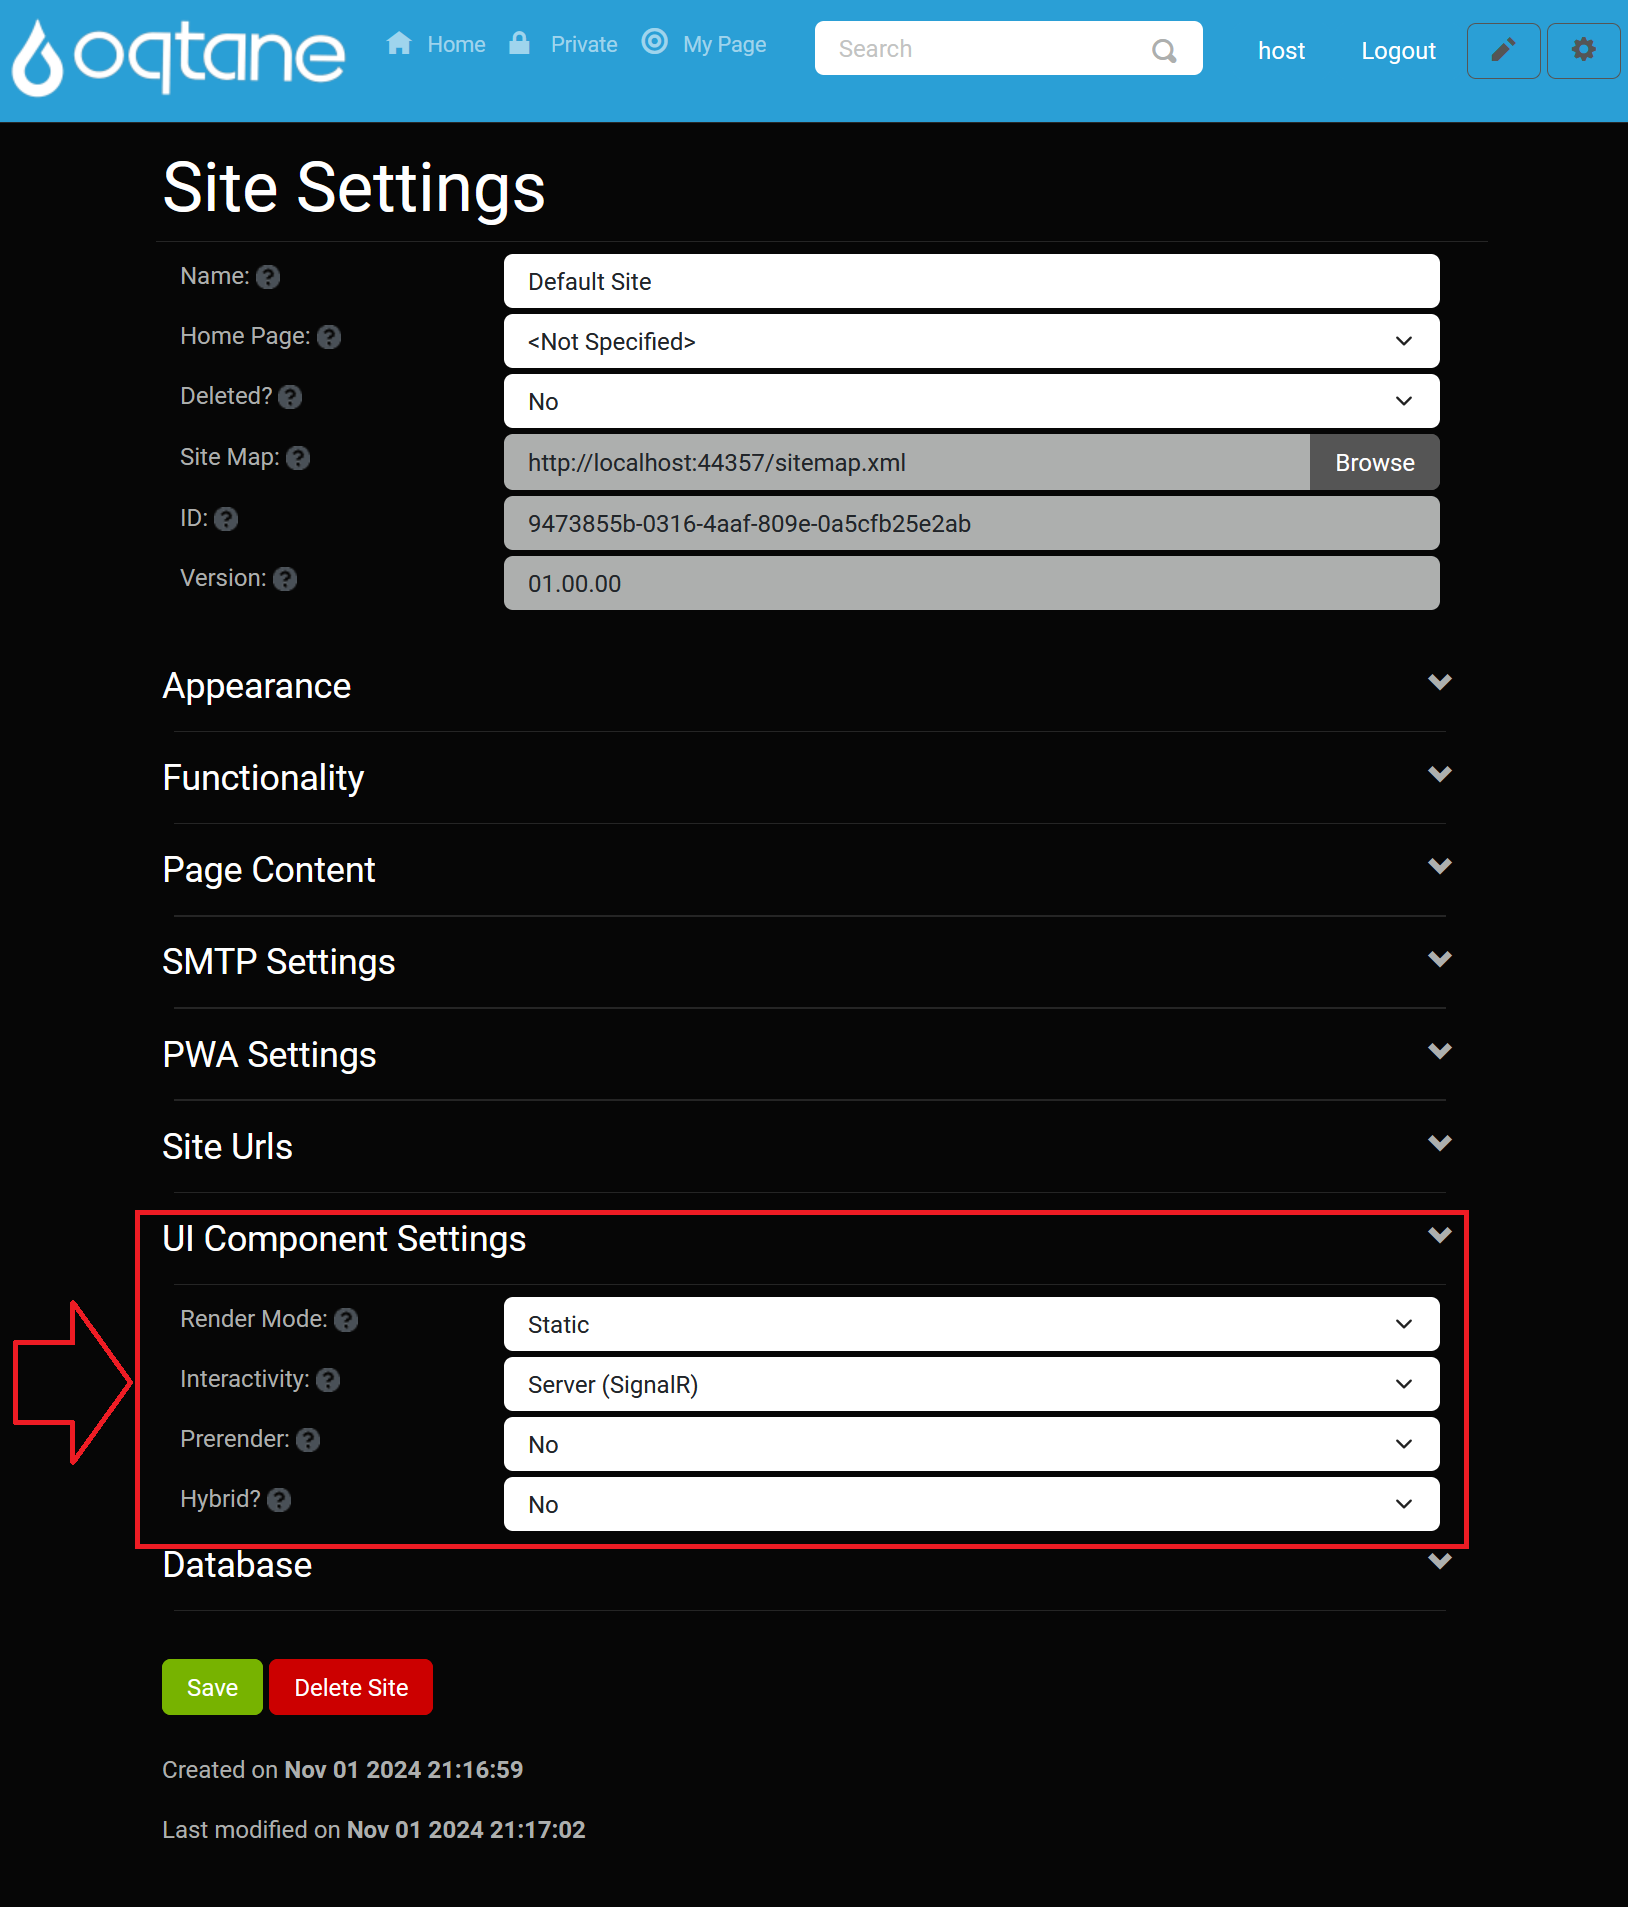 oqtane Home Private My Page Search host Logout
Site Settings
Name: ? Default Site
Home Page: ? <Not Specified>
Deleted? ? No
Site Map: ? http://localhost:44357/sitemap.xml Browse
ID: ? 9473855b-0316-4aaf-809e-0a5cfb25e2ab
Version: ? 01.00.00
Appearance
Functionality
Page Content
SMTP Settings
PWA Settings
Site Urls
UI Component Settings
Render Mode: ? Static
Interactivity: ? Server (SignalR)
Prerender: ? No
Hybrid? ? No
Database
Save Delete Site
Created on Nov 01 2024 21:16:59
Last modified on Nov 01 2024 21:17:02